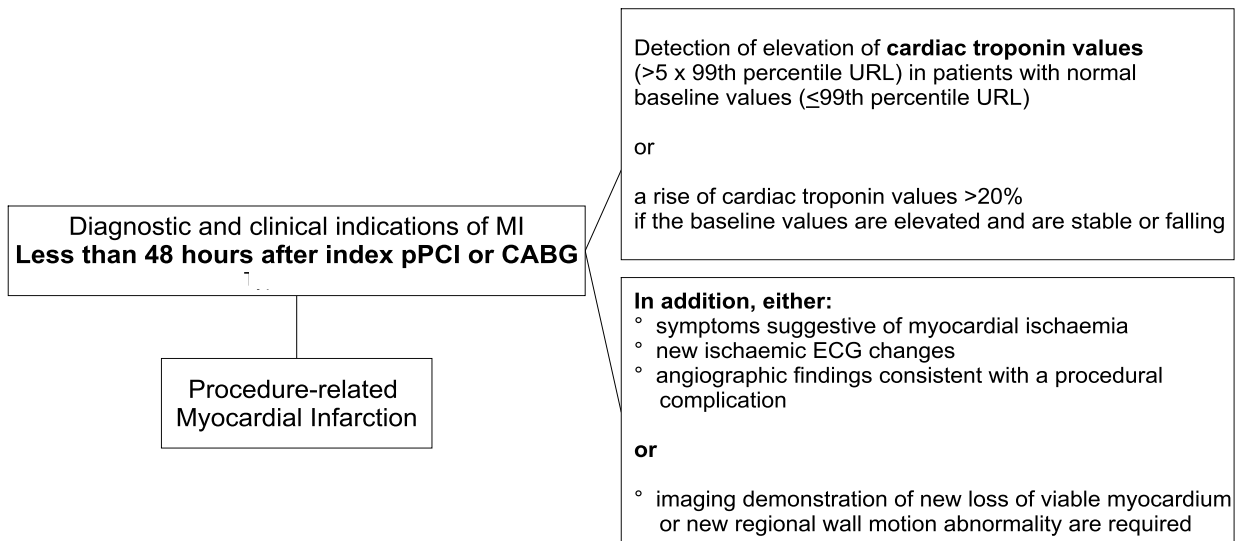 Diagnostic and clinical indications of MI
Less than 48 hours after index pPCI or CABG
Procedure-related
Myocardial Infarction
Detection of elevation of cardiac troponin values
(>5 x 99th percentile URL) in patients with normal
baseline values (≤99th percentile URL)
or
a rise of cardiac troponin values >20%
if the baseline values are elevated and are stable or falling
In addition, either:
° symptoms suggestive of myocardial ischaemia
° new ischaemic ECG changes
° angiographic findings consistent with a procedural
complication
or
° imaging demonstration of new loss of viable myocardium
or new regional wall motion abnormality are required